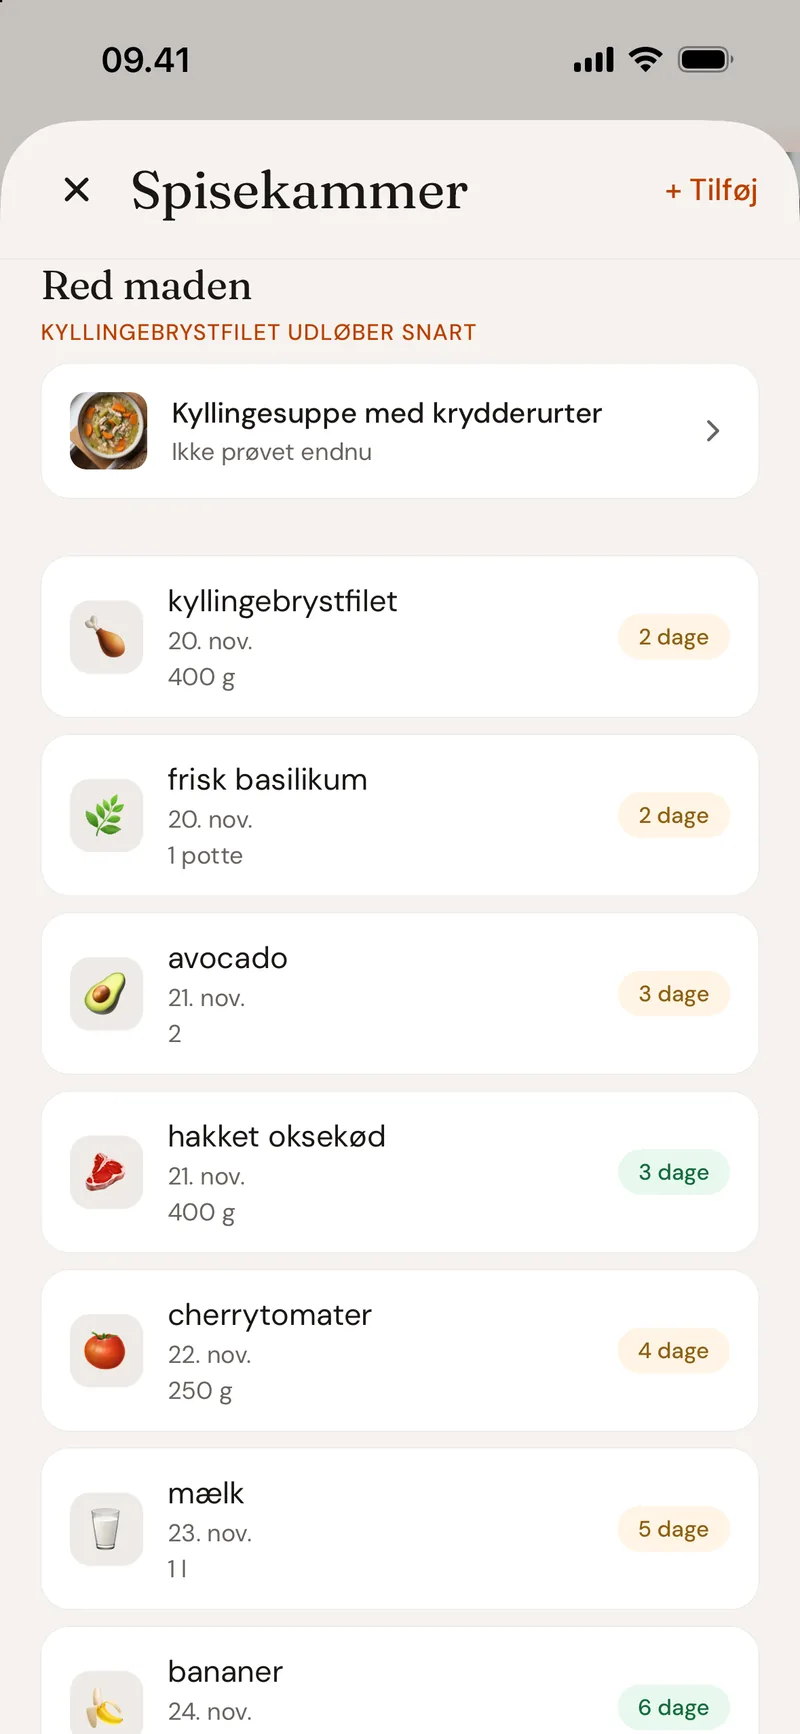 09.41
Spisekammer
+ Tilføj
Red maden
KYLLINGEBRYSTFILET UDLØBER SNART
Kyllingesuppe med krydderurter
Ikke prøvet endnu
kyllingebrystfilet
20. nov.
400 g
2 dage
frisk basilikum
20. nov.
1 potte
2 dage
avocado
21. nov.
2
3 dage
hakket oksekød
21. nov.
400 g
3 dage
cherrytomater
22. nov.
250 g
4 dage
mælk
23. nov.
1 l
5 dage
bananer
24. nov.
6 dage